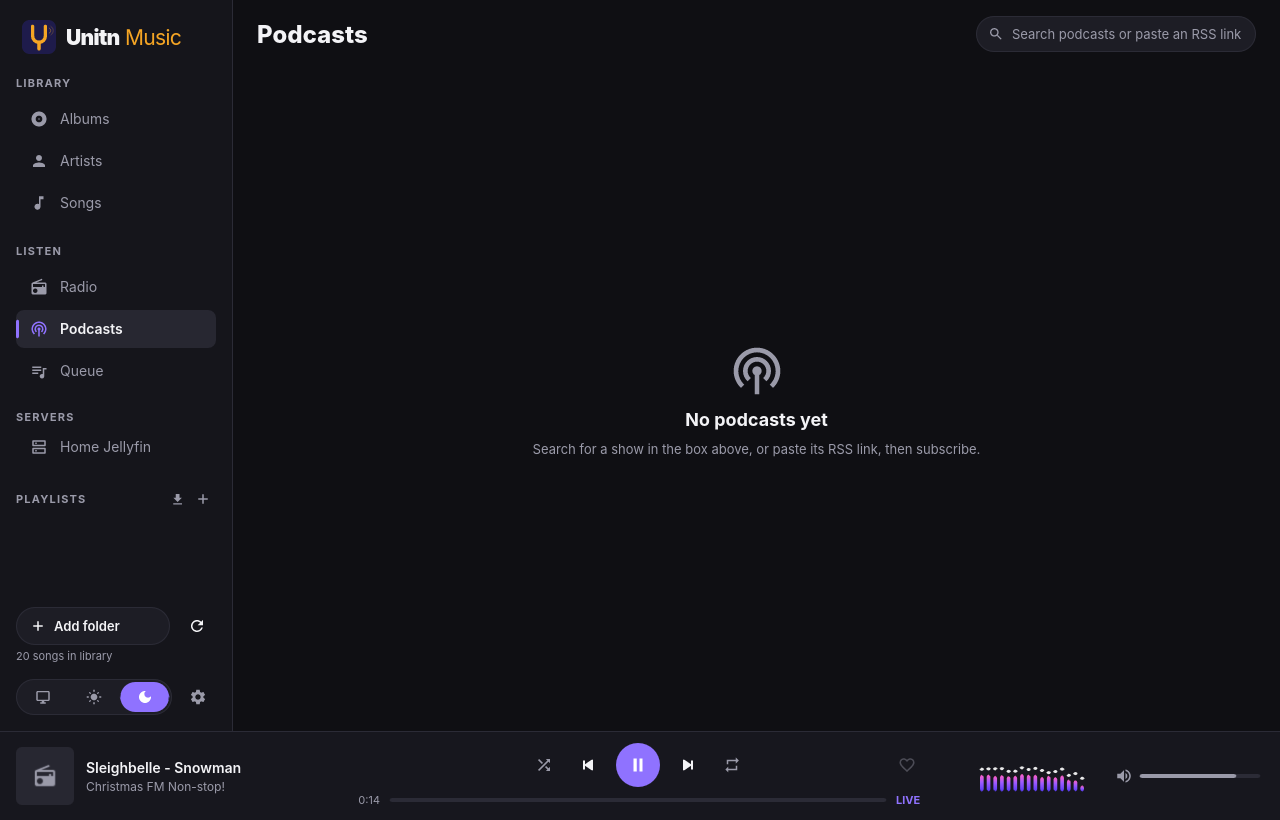 Unitn Music
LIBRARY
Albums
Artists
Songs
LISTEN
Radio
Podcasts
Queue
SERVERS
Home Jellyfin
PLAYLISTS
Add folder
20 songs in library
Podcasts
Search podcasts or paste an RSS link
No podcasts yet
Search for a show in the box above, or paste its RSS link, then subscribe.
Sleighbelle - Snowman
Christmas FM Non-stop!
0:14
LIVE